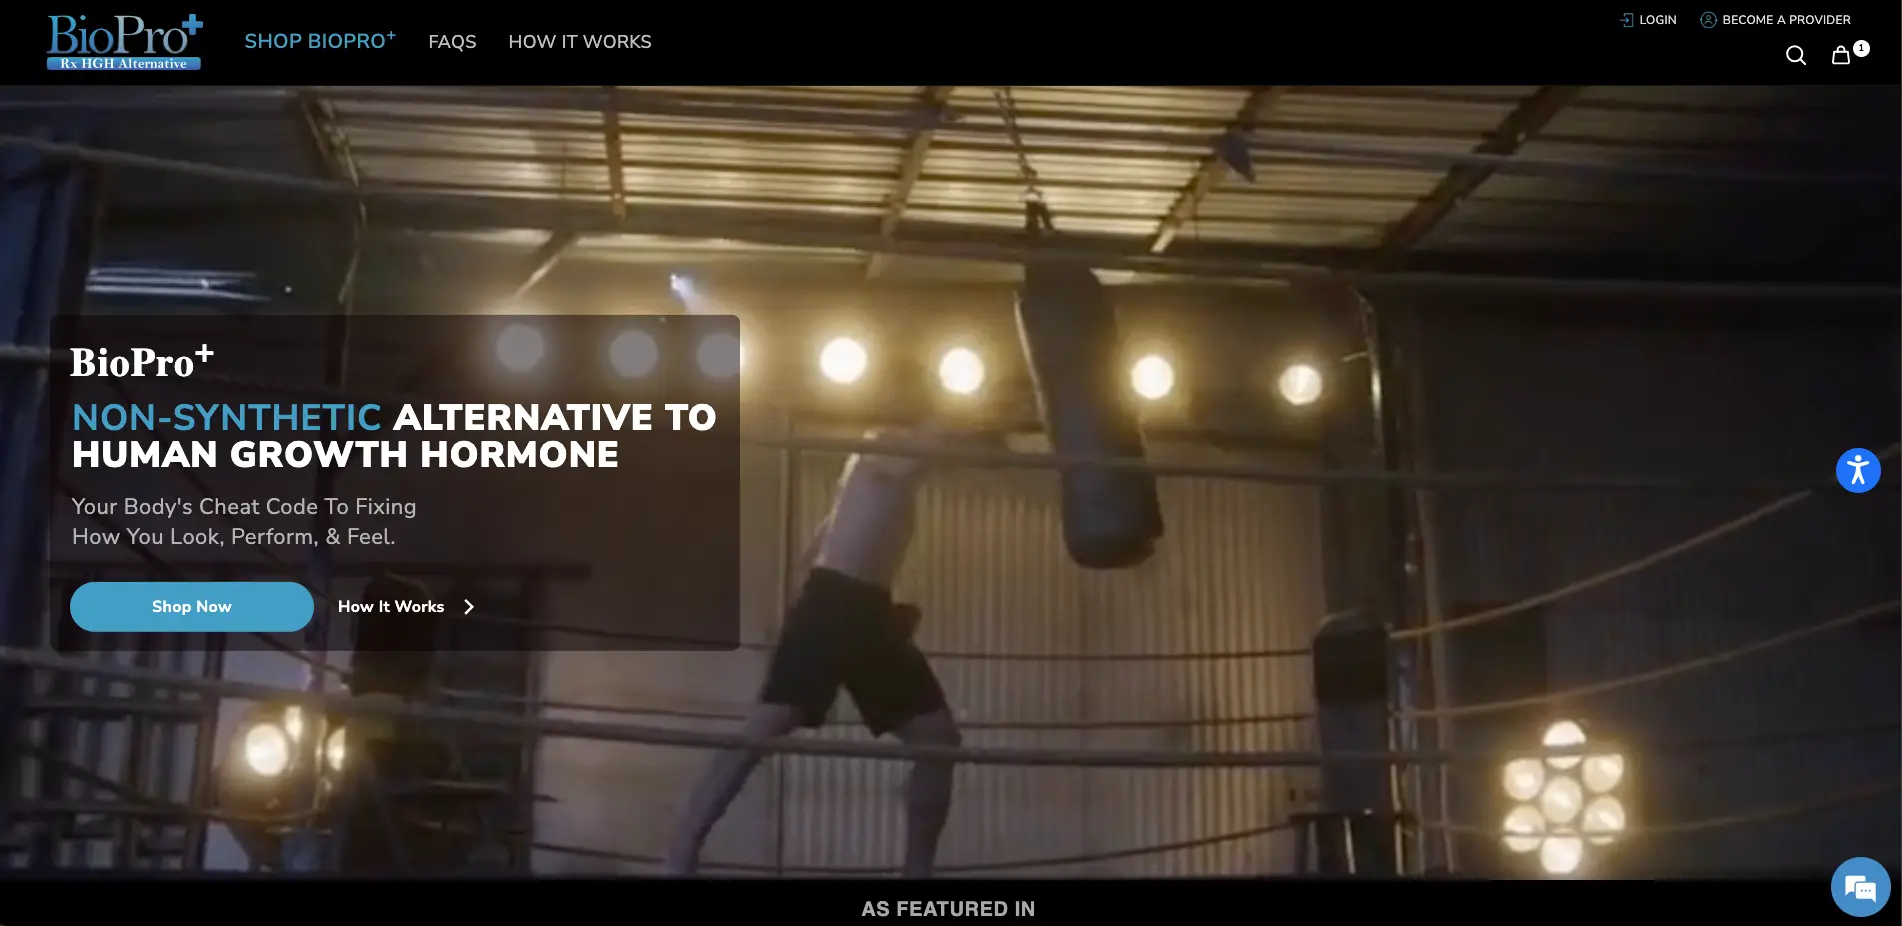 BioPro+
Rx HGH Alternative
SHOP BIOPRO+
FAQS
HOW IT WORKS
LOGIN
BECOME A PROVIDER
1
BioPro+
NON-SYNTHETIC ALTERNATIVE TO
HUMAN GROWTH HORMONE
Your Body's Cheat Code To Fixing
How You Look, Perform, & Feel.
Shop Now
How It Works
AS FEATURED IN